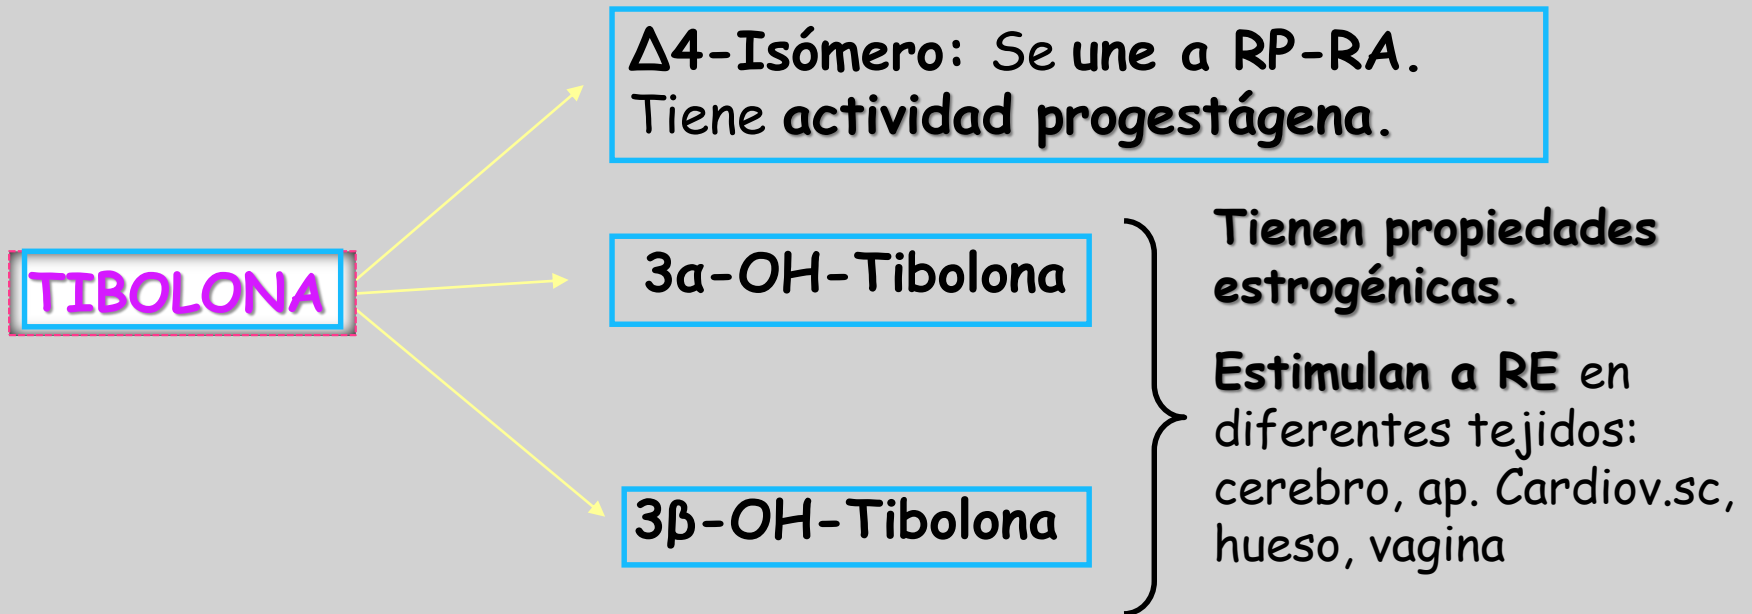 TIBOLONA
Δ4-Isómero: Se une a RP-RA.
Tiene actividad progestágena.
3α-OH-Tibolona
3β-OH-Tibolona
Tienen propiedades
estrogénicas.
Estimulan a RE en
diferentes tejidos:
cerebro, ap. Cardiov.sc,
hueso, vagina